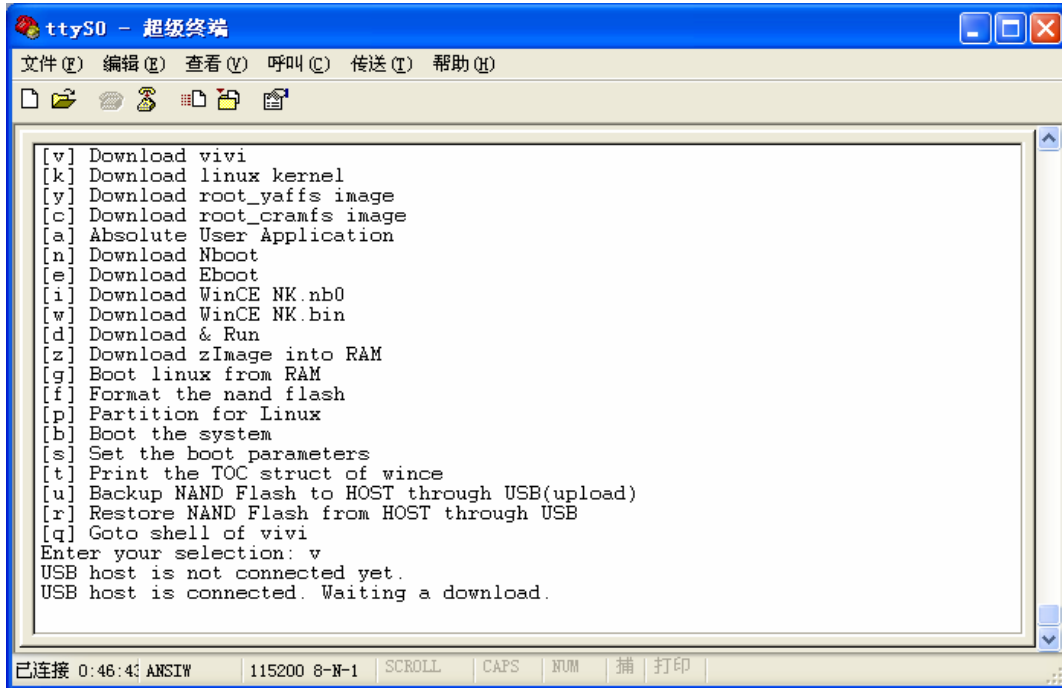 ttyS0 - 超级终端
文件(F) 编辑(E) 查看(V) 呼叫(C) 传送(T) 帮助(H)
[v] Download vivi
[k] Download linux kernel
[y] Download root_yaffs image
[c] Download root_cramfs image
[a] Absolute User Application
[n] Download Nboot
[e] Download Eboot
[i] Download WinCE NK.nb0
[w] Download WinCE NK.bin
[d] Download & Run
[z] Download zImage into RAM
[g] Boot linux from RAM
[f] Format the nand flash
[p] Partition for Linux
[b] Boot the system
[s] Set the boot parameters
[t] Print the TOC struct of wince
[u] Backup NAND Flash to HOST through USB(upload)
[r] Restore NAND Flash from HOST through USB
[q] Goto shell of vivi
Enter your selection: v
USB host is not connected yet.
USB host is connected. Waiting a download.
已连接 0:46:43 ANSIW 115200 8-N-1 SCROLL CAPS NUM 捕 打印